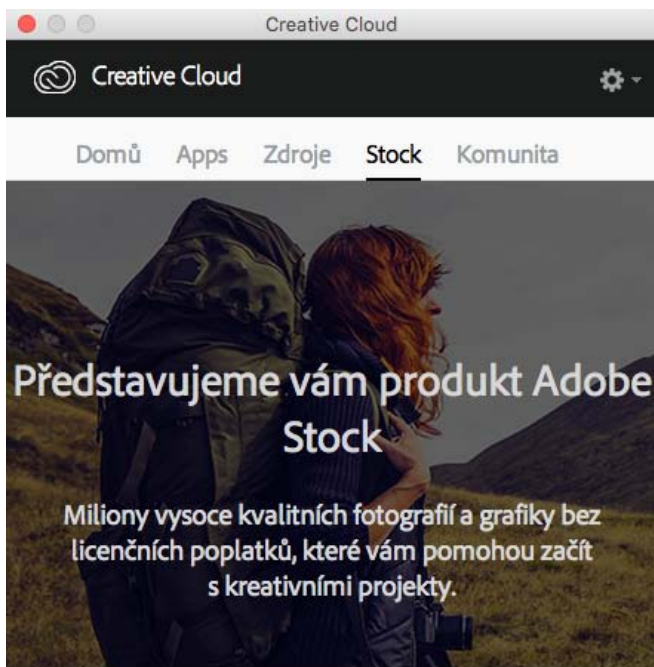 Creative Cloud
Creative Cloud
Domů Apps Zdroje Stock Komunita
Představujeme vám produkt Adobe
Stock
Miliony vysoce kvalitních fotografií a grafiky bez
licenčních poplatků, které vám pomohou začít
s kreativními projekty.